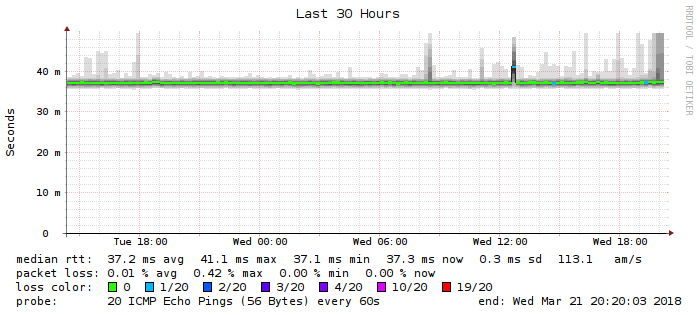 Last 30 Hours
RRDTOOL / TOBI OETIKER
Seconds
40 m
30 m
20 m
10 m
0
Tue 18:00 Wed 00:00 Wed 06:00 Wed 12:00 Wed 18:00
median rtt: 37.2 ms avg 41.1 ms max 37.1 ms min 37.3 ms now 0.3 ms sd 113.1 am/s
packet loss: 0.01 % avg 0.42 % max 0.00 % min 0.00 % now
loss color: 0 1/20 2/20 3/20 4/20 10/20 19/20
probe: 20 ICMP Echo Pings (56 Bytes) every 60s end: Wed Mar 21 20:20:03 2018